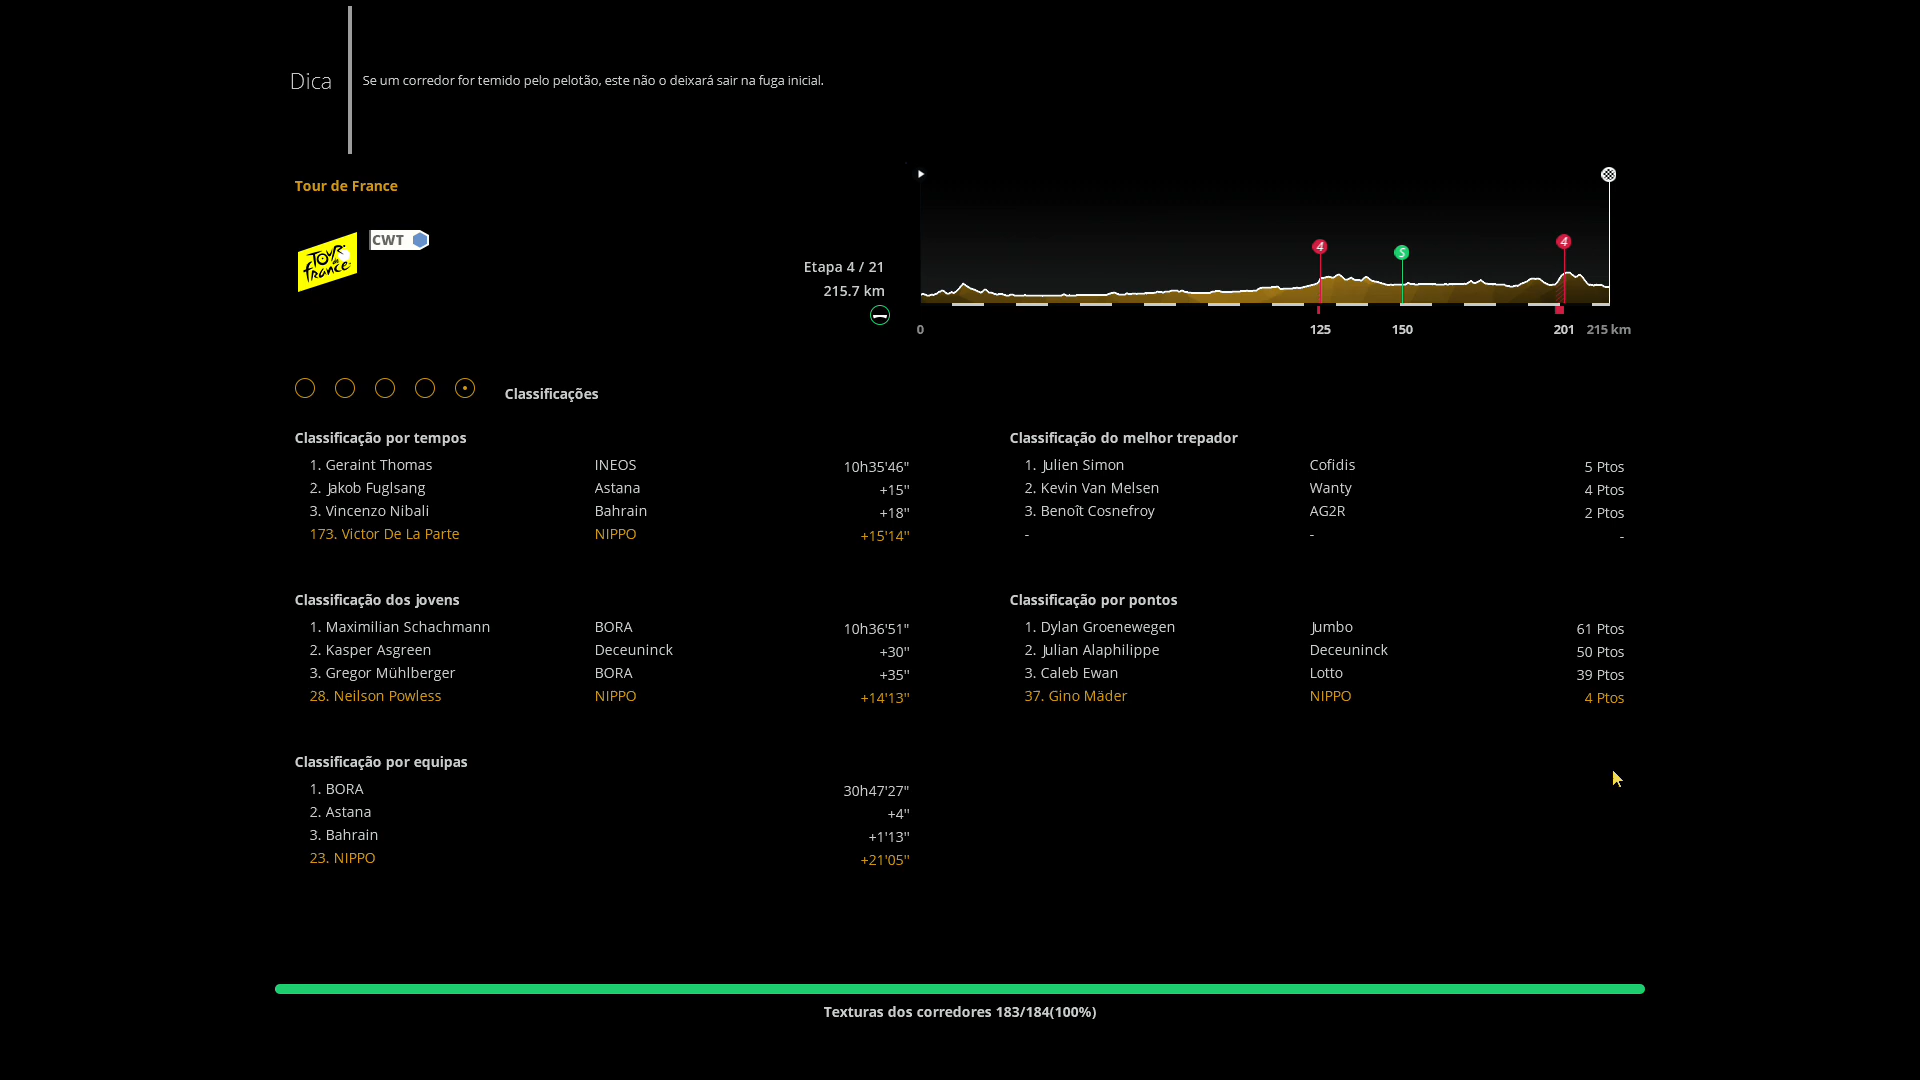 Dica
Se um corredor for temido pelo pelotão, este não o deixará sair na fuga inicial.
Tour de France
TOUR de france
CWT
Etapa 4 / 21
215.7 km
4
S
4
0
125
150
201
215 km
Classificações
Classificação por tempos
1. Geraint Thomas INEOS 10h35'46"
2. Jakob Fuglsang Astana +15''
3. Vincenzo Nibali Bahrain +18''
173. Victor De La Parte NIPPO +15'14''
Classificação do melhor trepador
1. Julien Simon Cofidis 5 Ptos
2. Kevin Van Melsen Wanty 4 Ptos
3. Benoît Cosnefroy AG2R 2 Ptos
- - -
Classificação dos jovens
1. Maximilian Schachmann BORA 10h36'51"
2. Kasper Asgreen Deceuninck +30''
3. Gregor Mühlberger BORA +35''
28. Neilson Powless NIPPO +14'13''
Classificação por pontos
1. Dylan Groenewegen Jumbo 61 Ptos
2. Julian Alaphilippe Deceuninck 50 Ptos
3. Caleb Ewan Lotto 39 Ptos
37. Gino Mäder NIPPO 4 Ptos
Classificação por equipas
1. BORA 30h47'27"
2. Astana +4''
3. Bahrain +1'13''
23. NIPPO +21'05''
Texturas dos corredores 183/184(100%)